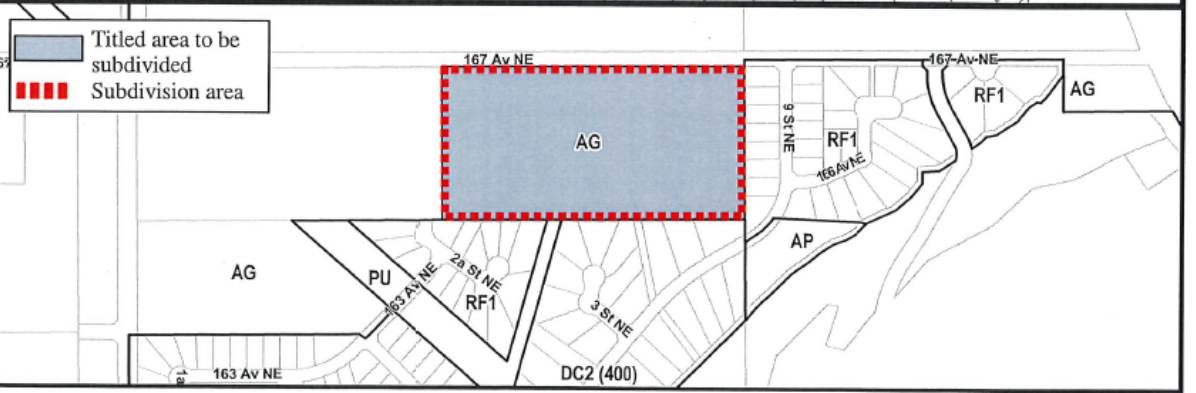 Titled area to be
subdivided
Subdivision area
167 Av NE
167 Av NE
AG
AG
RF1
9 St NE
RF1
166 Av NE
AP
AG
PU
163 Av NE
2a St NE
RF1
3 St NE
DC2 (400)
1a
163 Av NE